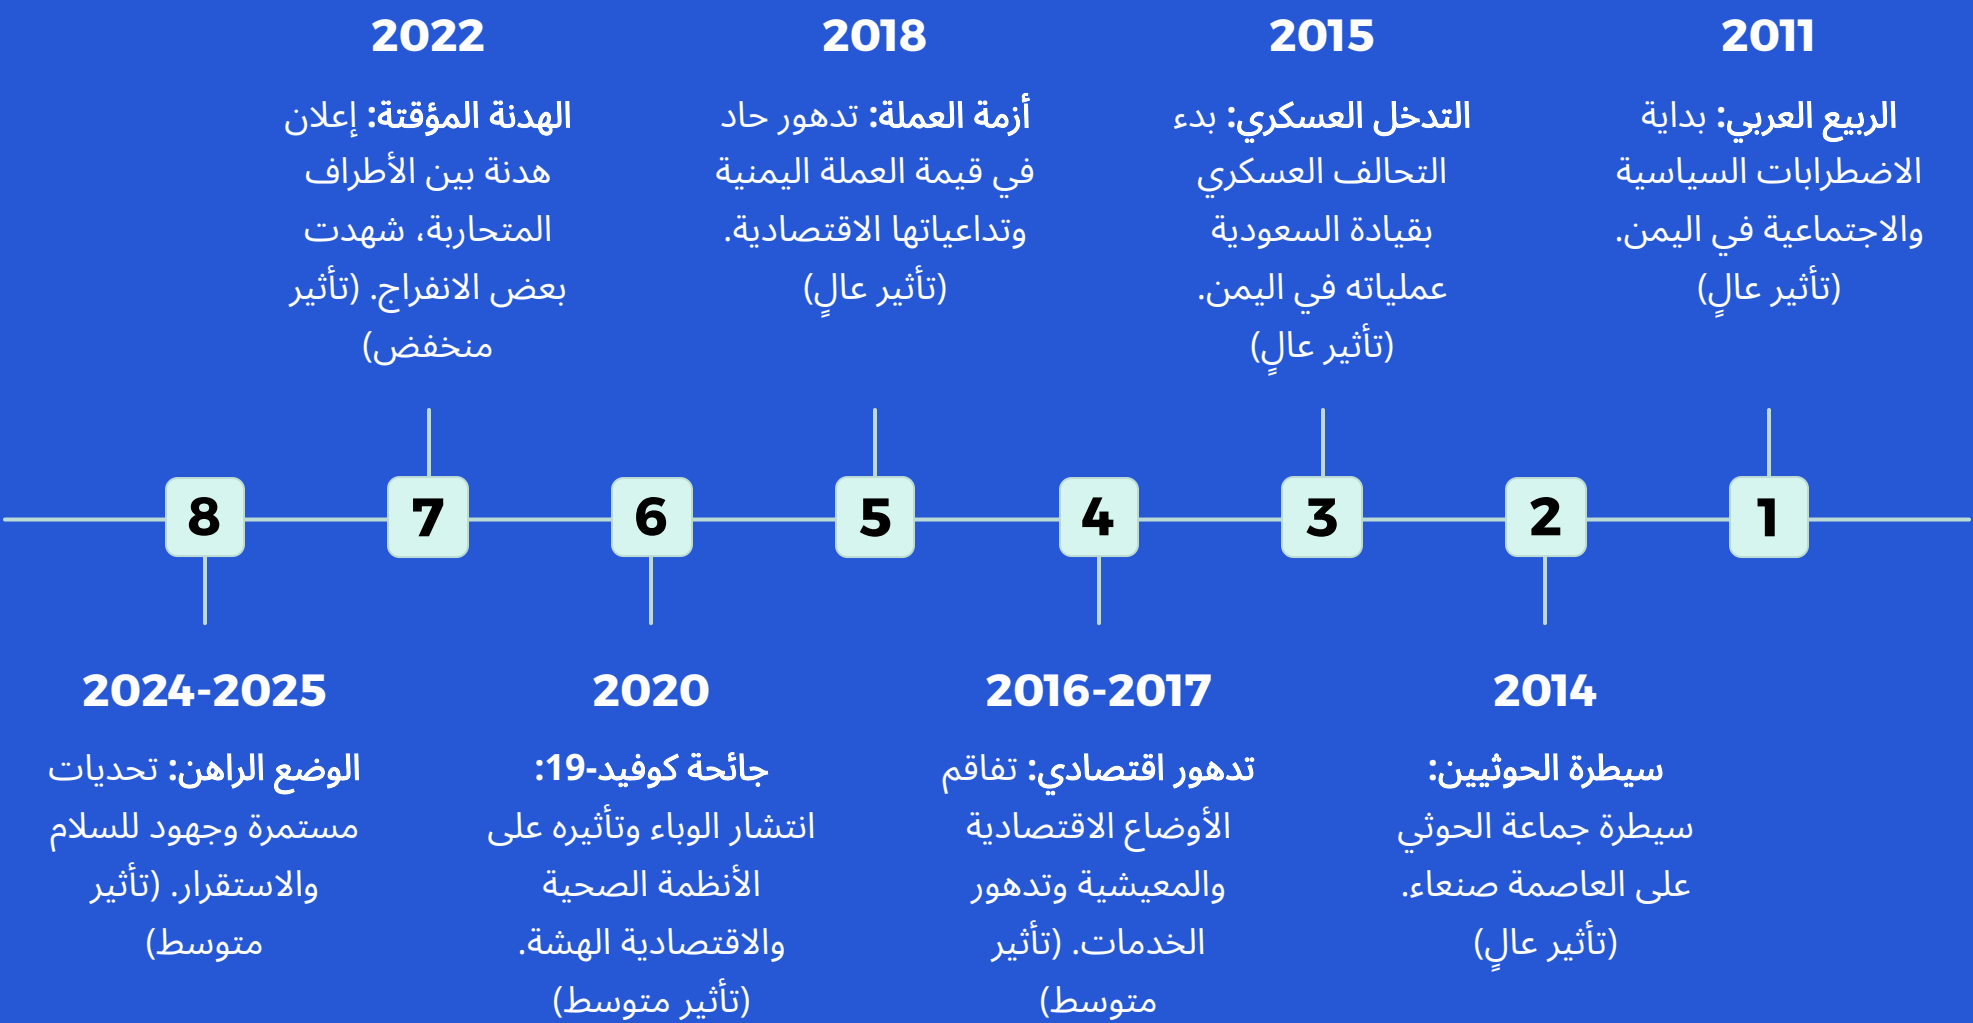 2011
الربيع العربي: بداية
الاضطرابات السياسية
والاجتماعية في اليمن.
(تأثير عالٍ)
2015
التدخل العسكري: بدء
التحالف العسكري
بقيادة السعودية
عملياته في اليمن.
(تأثير عالٍ)
2018
أزمة العملة: تدهور حاد
في قيمة العملة اليمنية
وتداعياتها الاقتصادية.
(تأثير عالٍ)
2022
الهدنة المؤقتة: إعلان
هدنة بين الأطراف
المتحاربة، شهدت
بعض الانفراج. (تأثير
منخفض)
1
2
3
4
5
6
7
8
2014
سيطرة الحوثيين:
سيطرة جماعة الحوثي
على العاصمة صنعاء.
(تأثير عالٍ)
2016-2017
تدهور اقتصادي: تفاقم
الأوضاع الاقتصادية
والمعيشية وتدهور
الخدمات. (تأثير
متوسط)
2020
جائحة كوفيد-19:
انتشار الوباء وتأثيره على
الأنظمة الصحية
والاقتصادية الهشة.
(تأثير متوسط)
2024-2025
الوضع الراهن: تحديات
مستمرة وجهود للسلام
والاستقرار. (تأثير
متوسط)